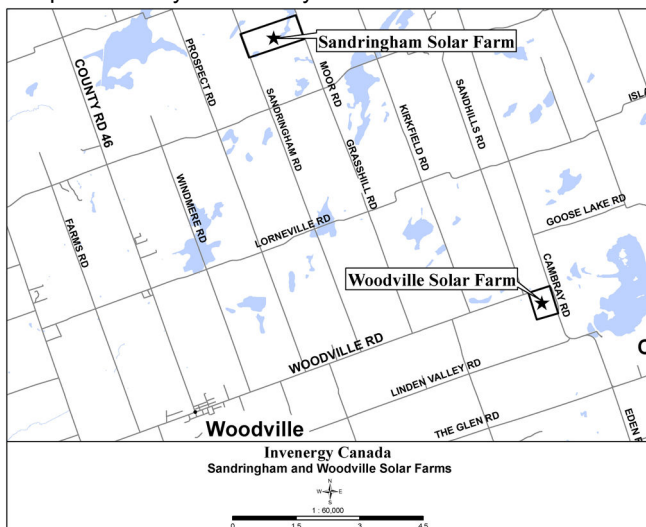 Sandringham Solar Farm
COUNTY RD 46
PROSPECT RD
SANDRINGHAM RD
MOOR RD
GRASSHILL RD
KIRKFIELD RD
SANDHILLS RD
FARMS RD
WINDMERE RD
LORNEVILLE RD
GOOSE LAKE RD
Woodville Solar Farm
CAMBRAY RD
WOODVILLE RD
LINDEN VALLEY RD
Woodville
THE GLEN RD
Invenergy Canada
Sandringham and Woodville Solar Farms
N
W E
S
1 : 60,000
0 1.5 3 4.5